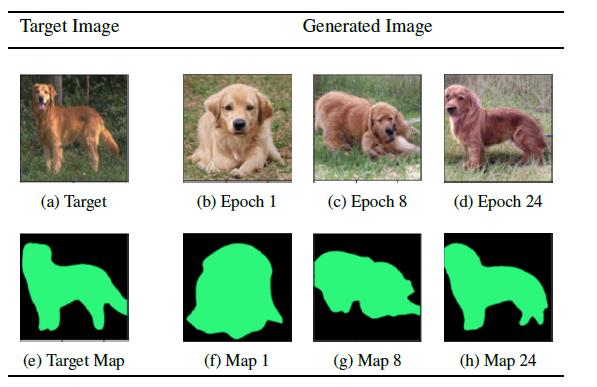 Target Image Generated Image
(a) Target (b) Epoch 1 (c) Epoch 8 (d) Epoch 24
(e) Target Map (f) Map 1 (g) Map 8 (h) Map 24